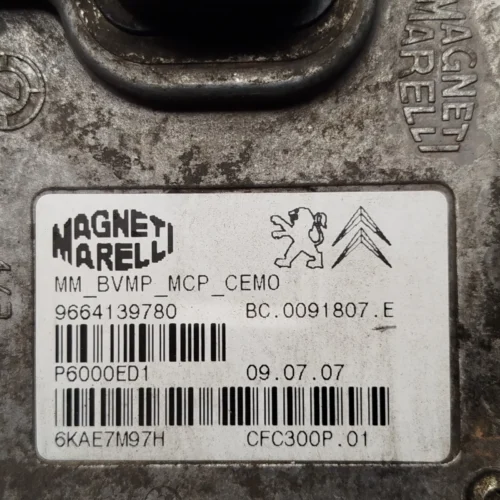 MAGNETI
MARELLI
MAGNETI
MARELLI
MM_BVMP_MCP_CEMO
9664139780 BC.0091807.E
P6000ED1 09.07.07
6KAE7M97H CFC300P.01